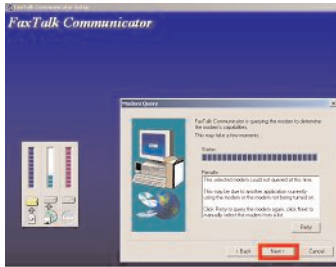 FaxTalk Communicator Setup
FaxTalk Communicator
Modem Query
FaxTalk Communicator is querying the modem to determine
the modem's capabilities.
This may take a few moments.
Status:
Results:
The selected modem could not queried at this time.
This may be due to another application currently
using the modem or the modem not being turned on.
Click Retry to query the modem again, click Next to
manually select the modem from a list.
Retry
< Back
Next >
Cancel